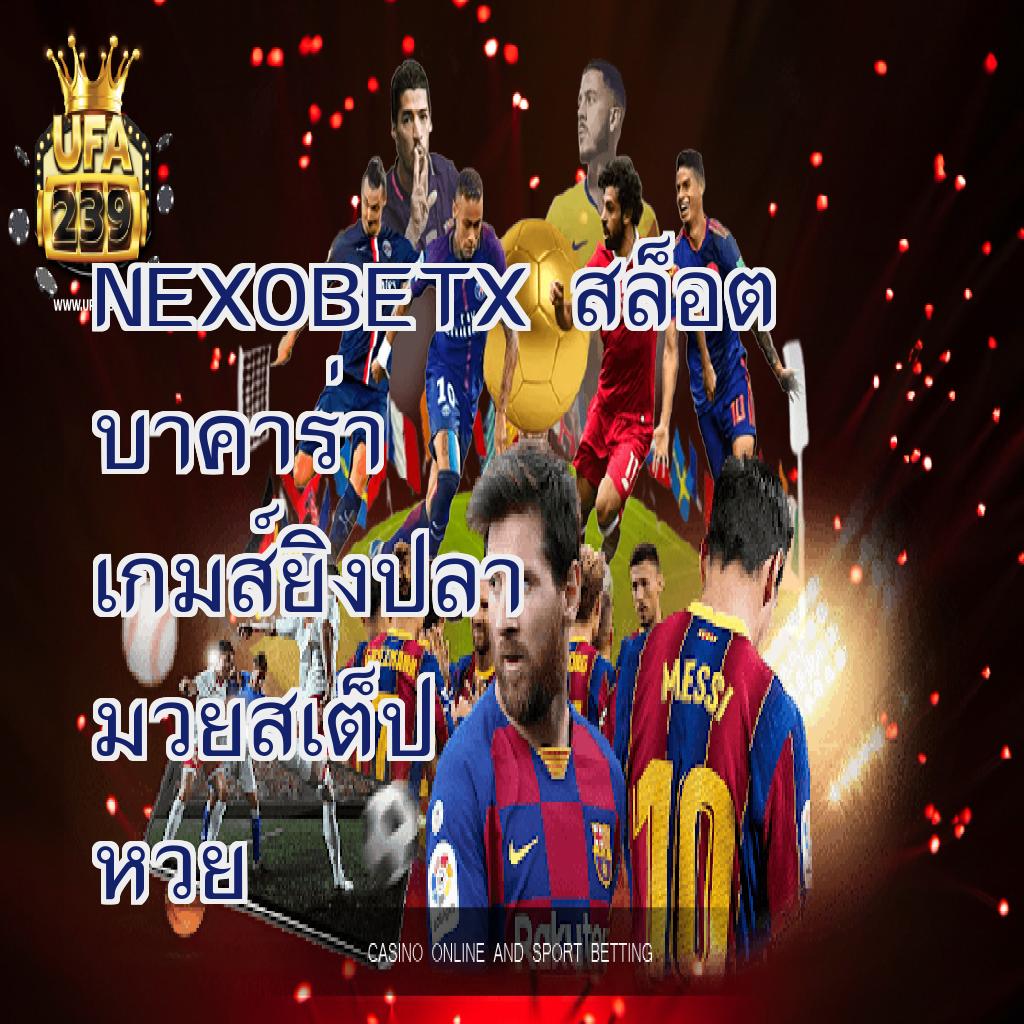 UFA
239
NEXOBETX สล็อต
บาคาร่า
เกมส์ยิงปลา
มวยสเต็ป
หวย
10
MESSI
10
Rakuten
CASINO ONLINE AND SPORT BETTING